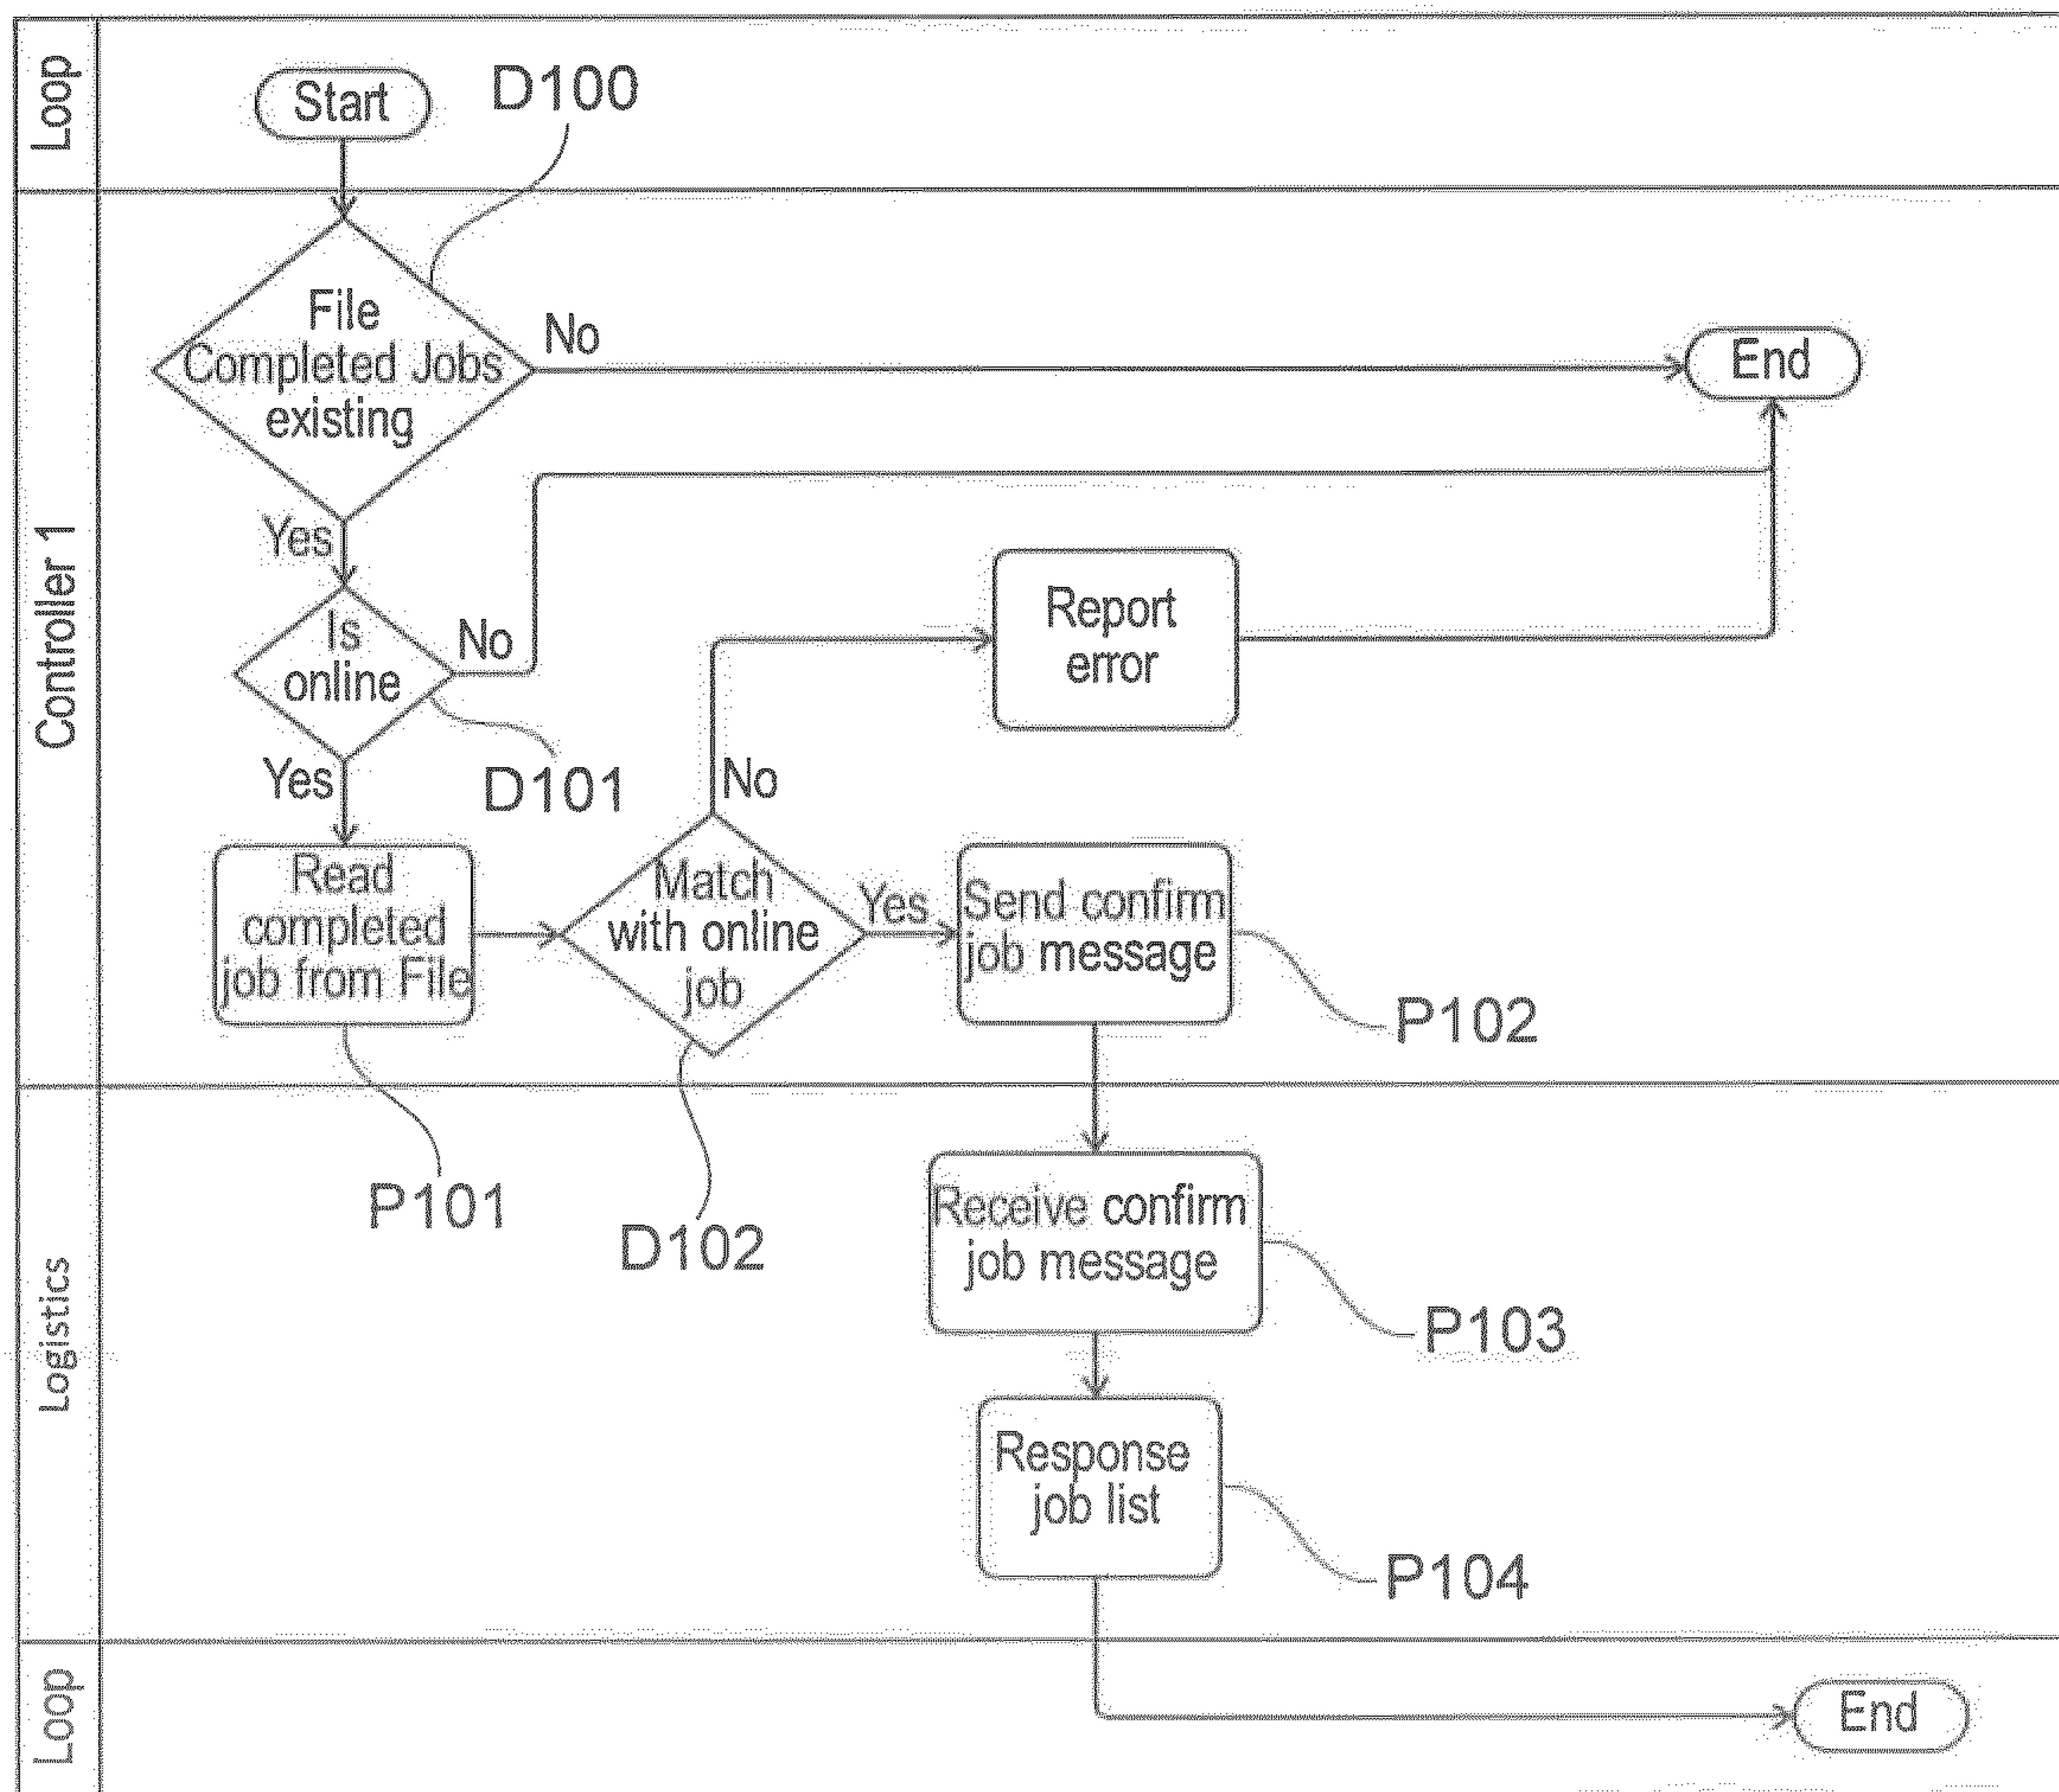 Loop
Start
D100
Controller 1
File
Completed Jobs
existing
No
End
Yes
Is
online
No
Report
error
D101
Yes
No
Read
completed
job from File
Match
with online
job
Yes
Send confirm
job message
P102
Logistics
P101
D102
Receive confirm
job message
P103
Response
job list
P104
Loop
End